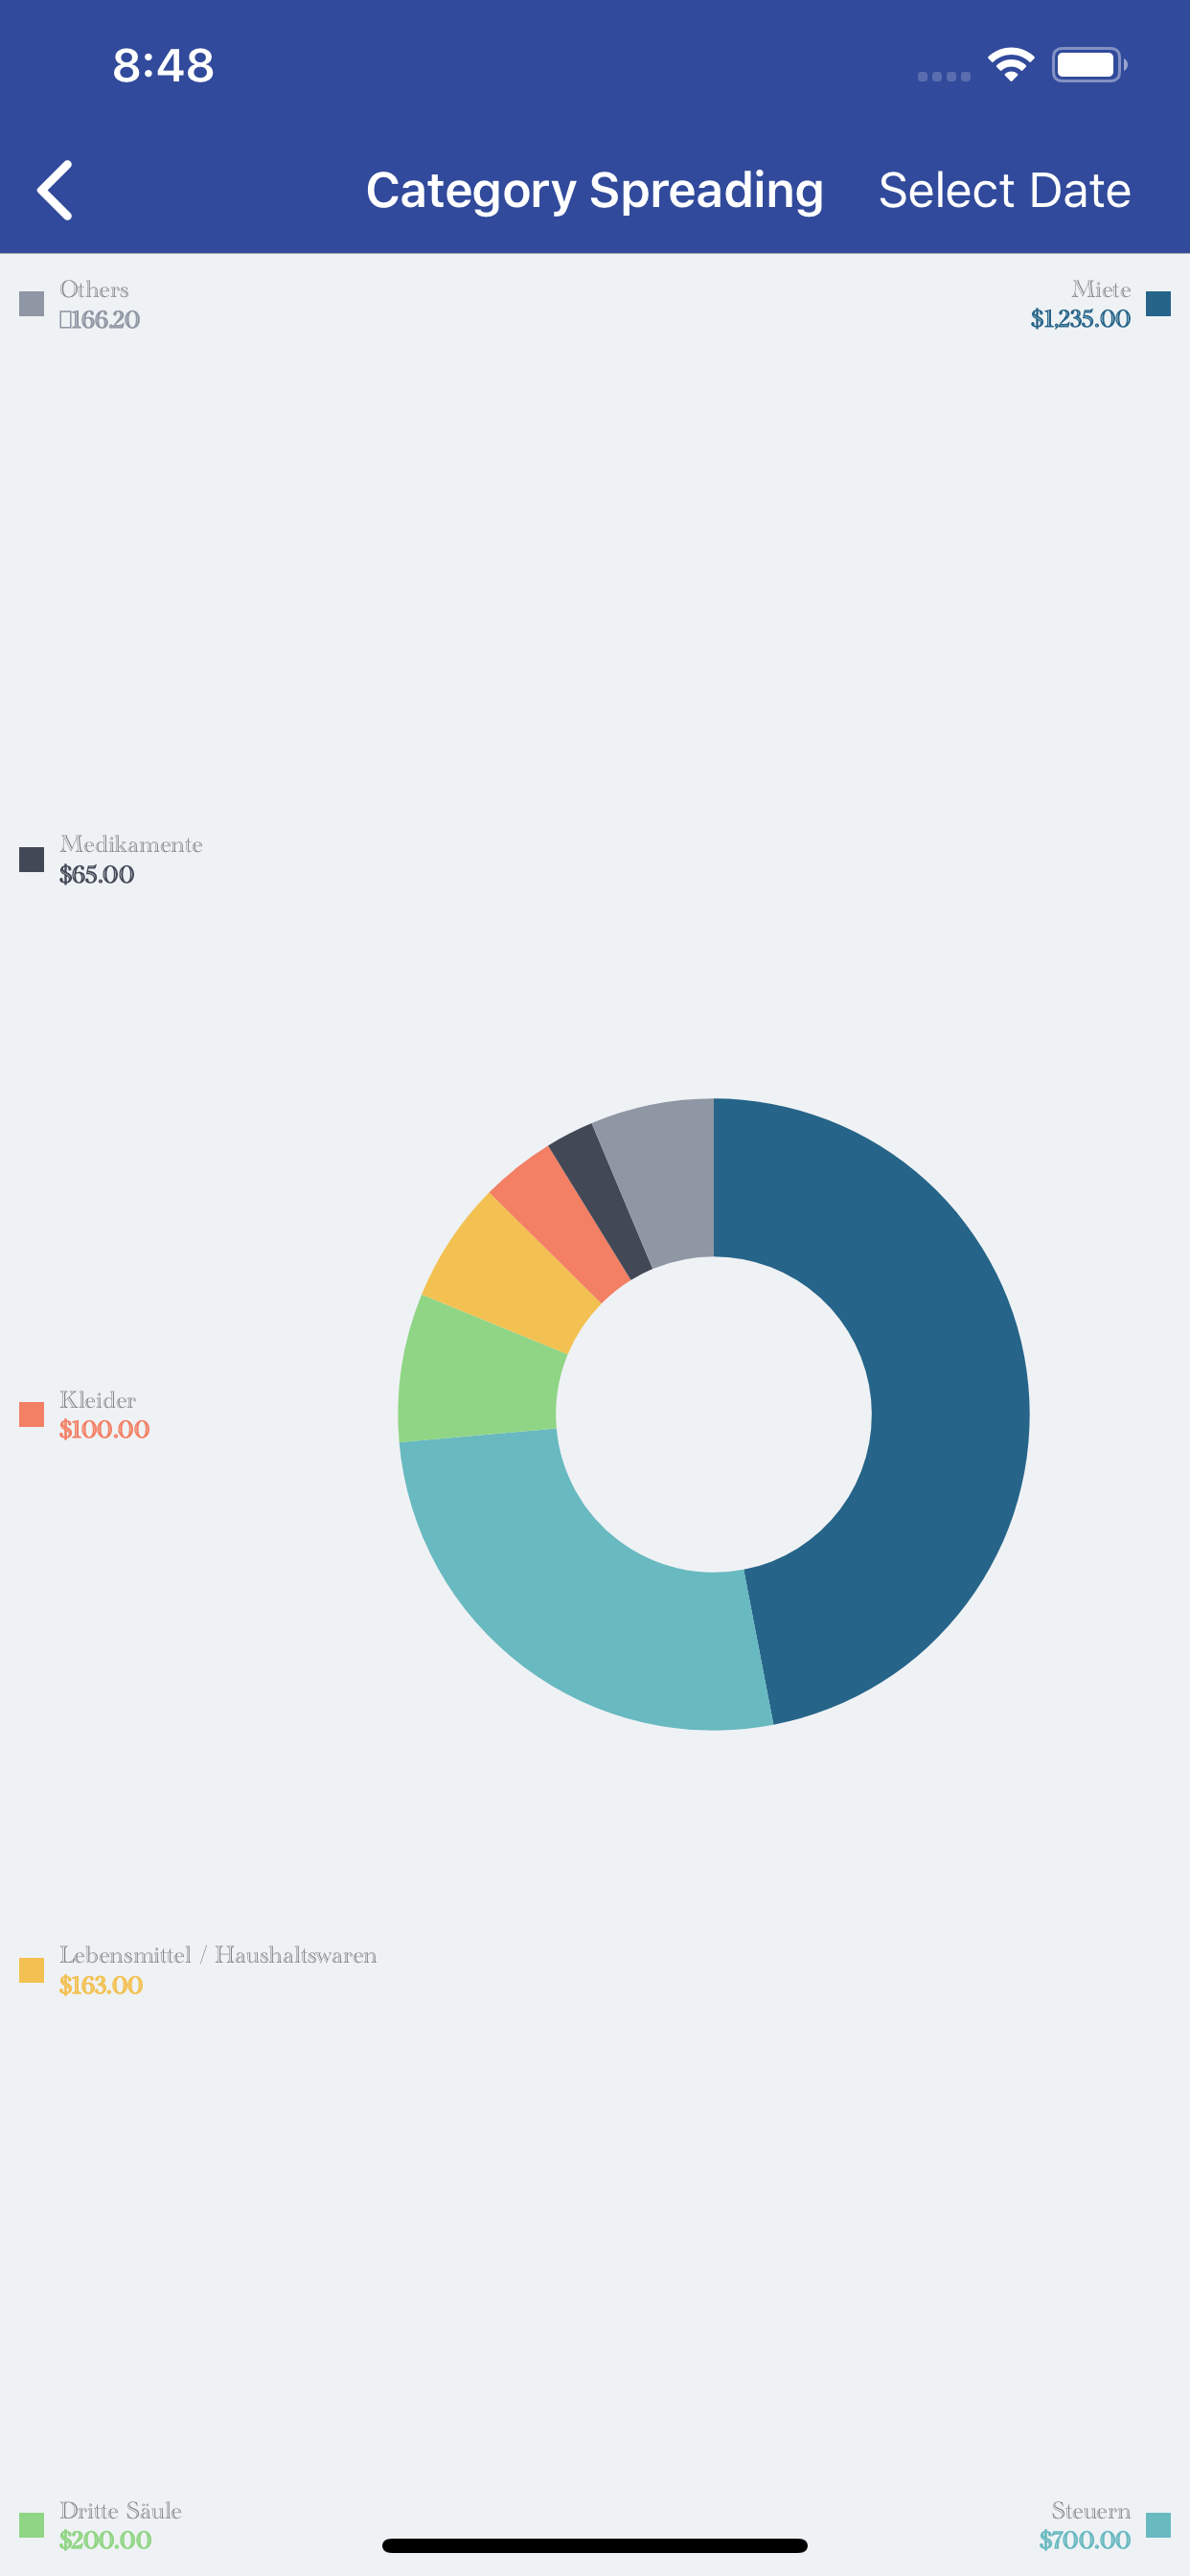 8:48
Category Spreading
Select Date
Others
166.20
Miete
$1,235.00
Medikamente
$65.00
Kleider
$100.00
Lebensmittel / Haushaltswaren
$163.00
Dritte Säule
$200.00
Steuern
$700.00